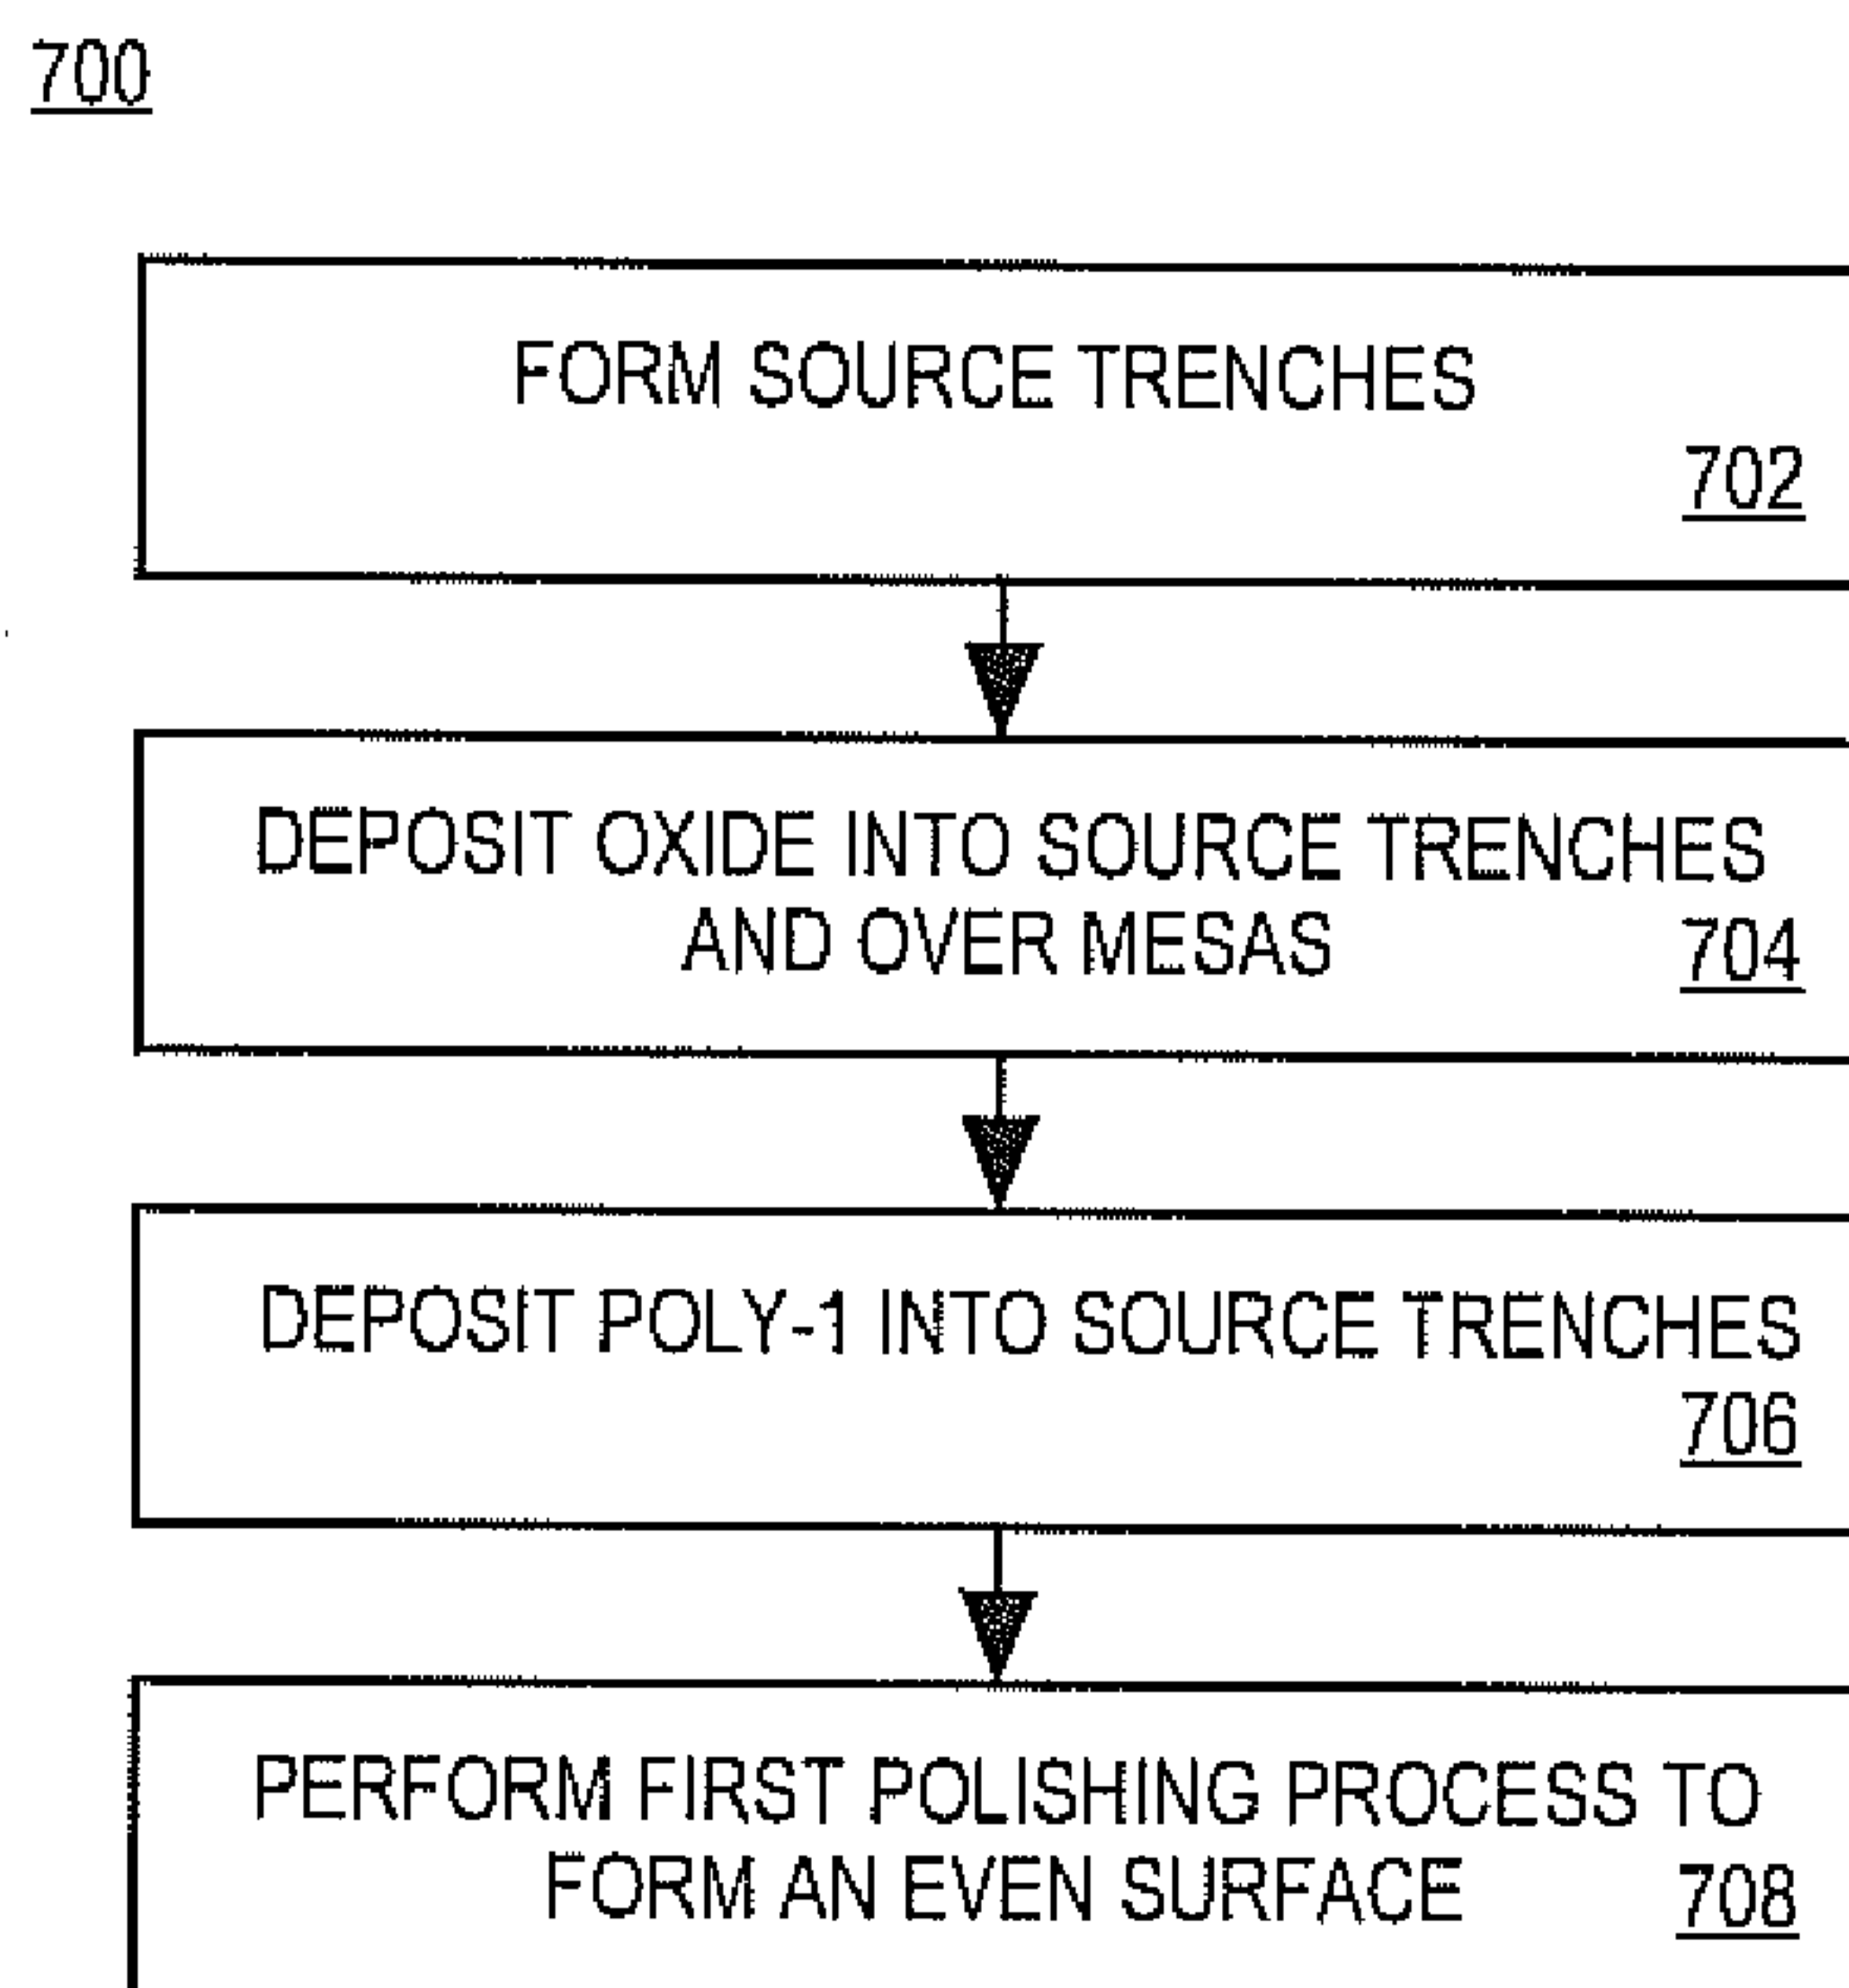 700
FORM SOURCE TRENCHES
702
DEPOSIT OXIDE INTO SOURCE TRENCHES
AND OVER MESAS 704
DEPOSIT POLY-1 INTO SOURCE TRENCHES
706
PERFORM FIRST POLISHING PROCESS TO
FORM AN EVEN SURFACE 708